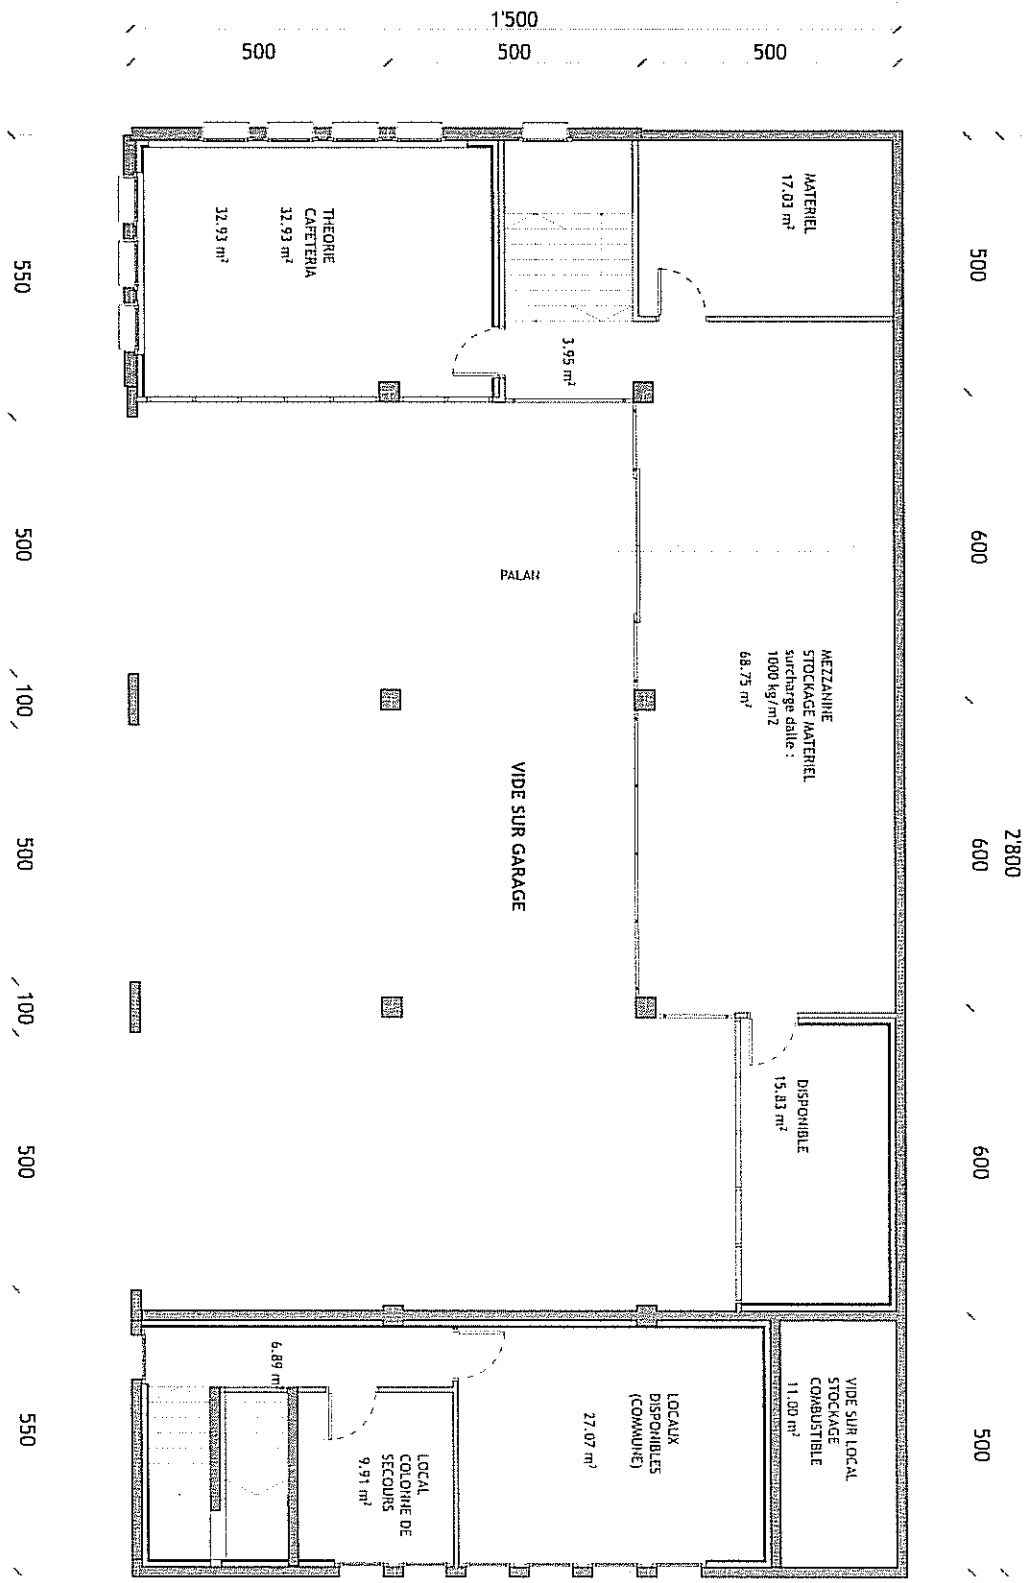 1'500
500
500
500
MATERIEL
17.03 m²
THEORIE
CAFETERIA
32.93 m²
32.93 m²
3.95 m²
PALAN
MEZZANINE
STOCKAGE MATERIEL
surcharge dalle :
1000 kg/m2
68.75 m²
VIDE SUR GARAGE
DISPONIBLE
15.83 m²
6.89 m
LOCAUX
DISPONIBLES
(COMMUNE)
27.07 m²
LOCAL
COLONNE DE
SECOURS
9.91 m²
VIDE SUR LOCAL
STOCKAGE
COMBUSTIBLE
11.00 m²
550
500
100
500
100
500
550
500
600
600
600
500
2'800